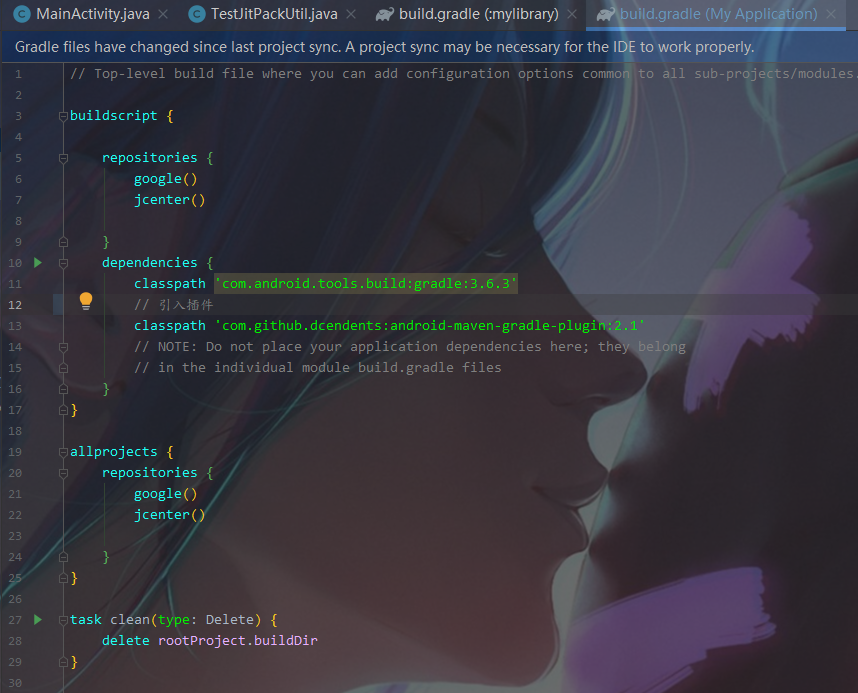 MainActivity.java TestJitPackUtil.java build.gradle (:mylibrary) build.gradle (My Application)
Gradle files have changed since last project sync. A project sync may be necessary for the IDE to work properly.
1 // Top-level build file where you can add configuration options common to all sub-projects/modules.
2
3 buildscript {
4
5 repositories {
6 google()
7 jcenter()
8
9 }
10 dependencies {
11 classpath 'com.android.tools.build:gradle:3.6.3'
12 // 引入插件
13 classpath 'com.github.dcendents:android-maven-gradle-plugin:2.1'
14 // NOTE: Do not place your application dependencies here; they belong
15 // in the individual module build.gradle files
16 }
17 }
18
19 allprojects {
20 repositories {
21 google()
22 jcenter()
23
24 }
25 }
26
27 task clean(type: Delete) {
28 delete rootProject.buildDir
29 }
30